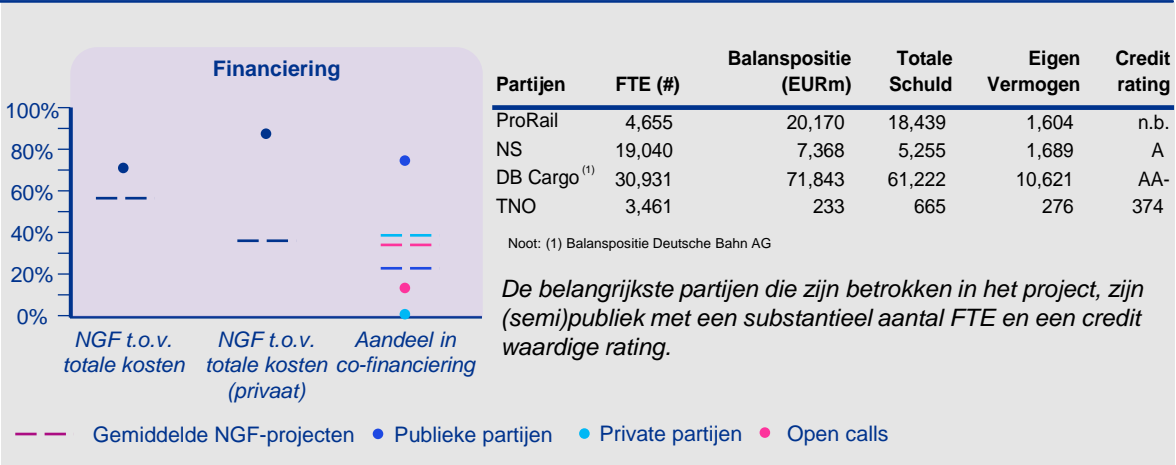 Financiering
100%
80%
60%
40%
20%
0%
NGF t.o.v.
totale kosten
NGF t.o.v.
totale kosten
(privaat)
Aandeel in
co-financiering
Balanspositie Totale Eigen Credit
Partijen FTE (#) (EURm) Schuld Vermogen rating
ProRail 4,655 20,170 18,439 1,604 n.b.
NS 19,040 7,368 5,255 1,689 A
DB Cargo (1) 30,931 71,843 61,222 10,621 AA-
TNO 3,461 233 665 276 374
Noot: (1) Balanspositie Deutsche Bahn AG
De belangrijkste partijen die zijn betrokken in het project, zijn
(semi)publiek met een substantieel aantal FTE en een credit
waardige rating.
Gemiddelde NGF-projecten Publieke partijen Private partijen Open calls